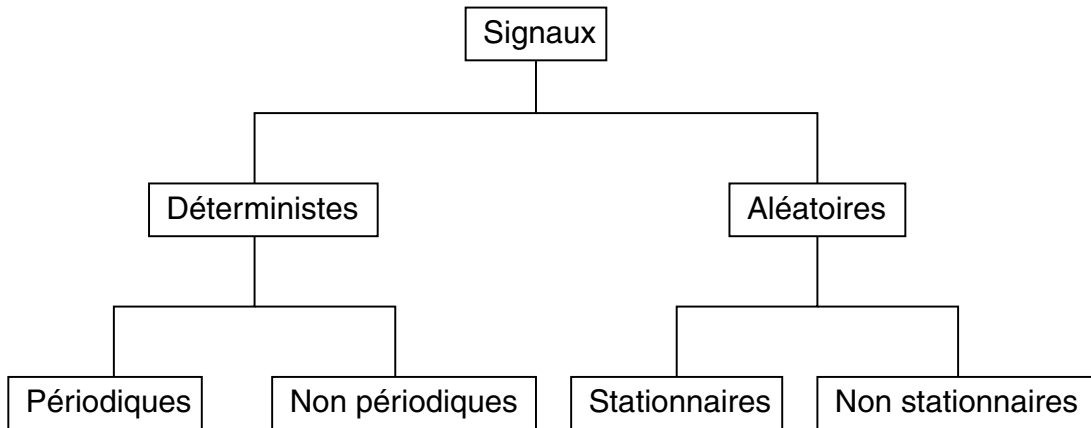 Signaux
Déterministes
Aléatoires
Périodiques
Non périodiques
Stationnaires
Non stationnaires